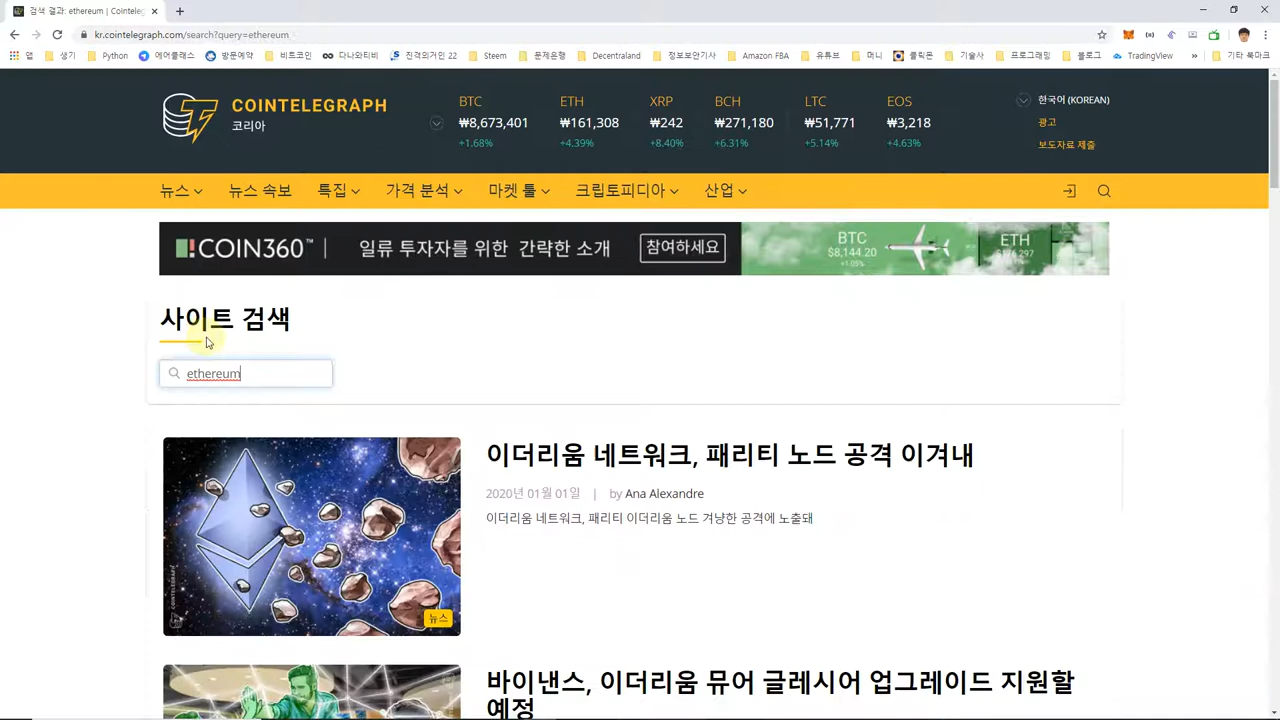 검색 결과: ethereum | Cointeleg
kr.cointelegraph.com/search?query=ethereum
앱 생기 Python 에어클래스 방문예약 비트코인 다나와티비 진격의거인 22 Steem 문제은행 Decentraland 정보보안기사 Amazon FBA 유튜브 머니 클릭몬 기술사 프로그래밍 블로그 TradingView » 기타 북마크
COINTELEGRAPH
코리아
BTC ETH XRP BCH LTC EOS
₩8,673,401 ₩161,308 ₩242 ₩271,180 ₩51,771 ₩3,218
+1.68% +4.39% +8.40% +6.31% +5.14% +4.63%
한국어 (KOREAN)
광고
보도자료 제출
뉴스 뉴스 속보 특집 가격 분석 마켓 툴 크립토피디아 산업
COIN360™ | 일류 투자자를 위한 간략한 소개 참여하세요
BTC
$8,144.20
+1.05%
ETH
사이트 검색
ethereum
이더리움 네트워크, 패리티 노드 공격 이겨내
2020년 01월 01일 | by Ana Alexandre
이더리움 네트워크, 패리티 이더리움 노드 겨냥한 공격에 노출돼
COINTELEGRAPH
뉴스
바이낸스, 이더리움 뮤어 글레시어 업그레이드 지원할
예정